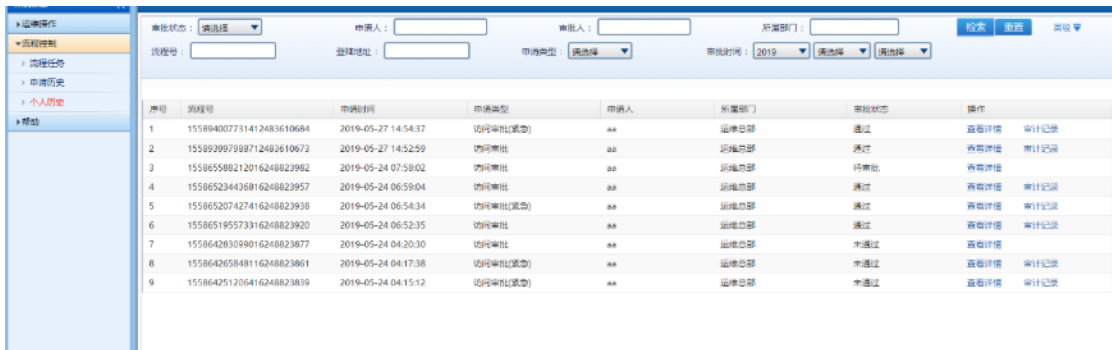 运维操作
流程控制
流程任务
申请历史
个人历史
帮助
审批状态： 请选择 申请人： 审批人： 所属部门： 检索 重置 高级
流程号： 登陆地址： 申请类型： 请选择 审批时间： 2019 请选择 请选择
序号 流程号 申请时间 申请类型 申请人 所属部门 审批状态 操作
1 155894007731412483610684 2019-05-27 14:54:37 访问审批(紧急) aa 运维总部 通过 查看详情 审计记录
2 155893997988712483610673 2019-05-27 14:52:59 访问审批 aa 运维总部 通过 查看详情 审计记录
3 155865588212016248823982 2019-05-24 07:58:02 访问审批 aa 运维总部 待审批 查看详情
4 155865234436816248823957 2019-05-24 06:59:04 访问审批 aa 运维总部 通过 查看详情 审计记录
5 155865207427416248823938 2019-05-24 06:54:34 访问审批(紧急) aa 运维总部 通过 查看详情 审计记录
6 155865195573316248823920 2019-05-24 06:52:35 访问审批 aa 运维总部 通过 查看详情 审计记录
7 155864283099016248823877 2019-05-24 04:20:30 访问审批 aa 运维总部 未通过 查看详情
8 155864265848116248823861 2019-05-24 04:17:38 访问审批(紧急) aa 运维总部 未通过 查看详情 审计记录
9 155864251206416248823839 2019-05-24 04:15:12 访问审批(紧急) aa 运维总部 未通过 查看详情 审计记录